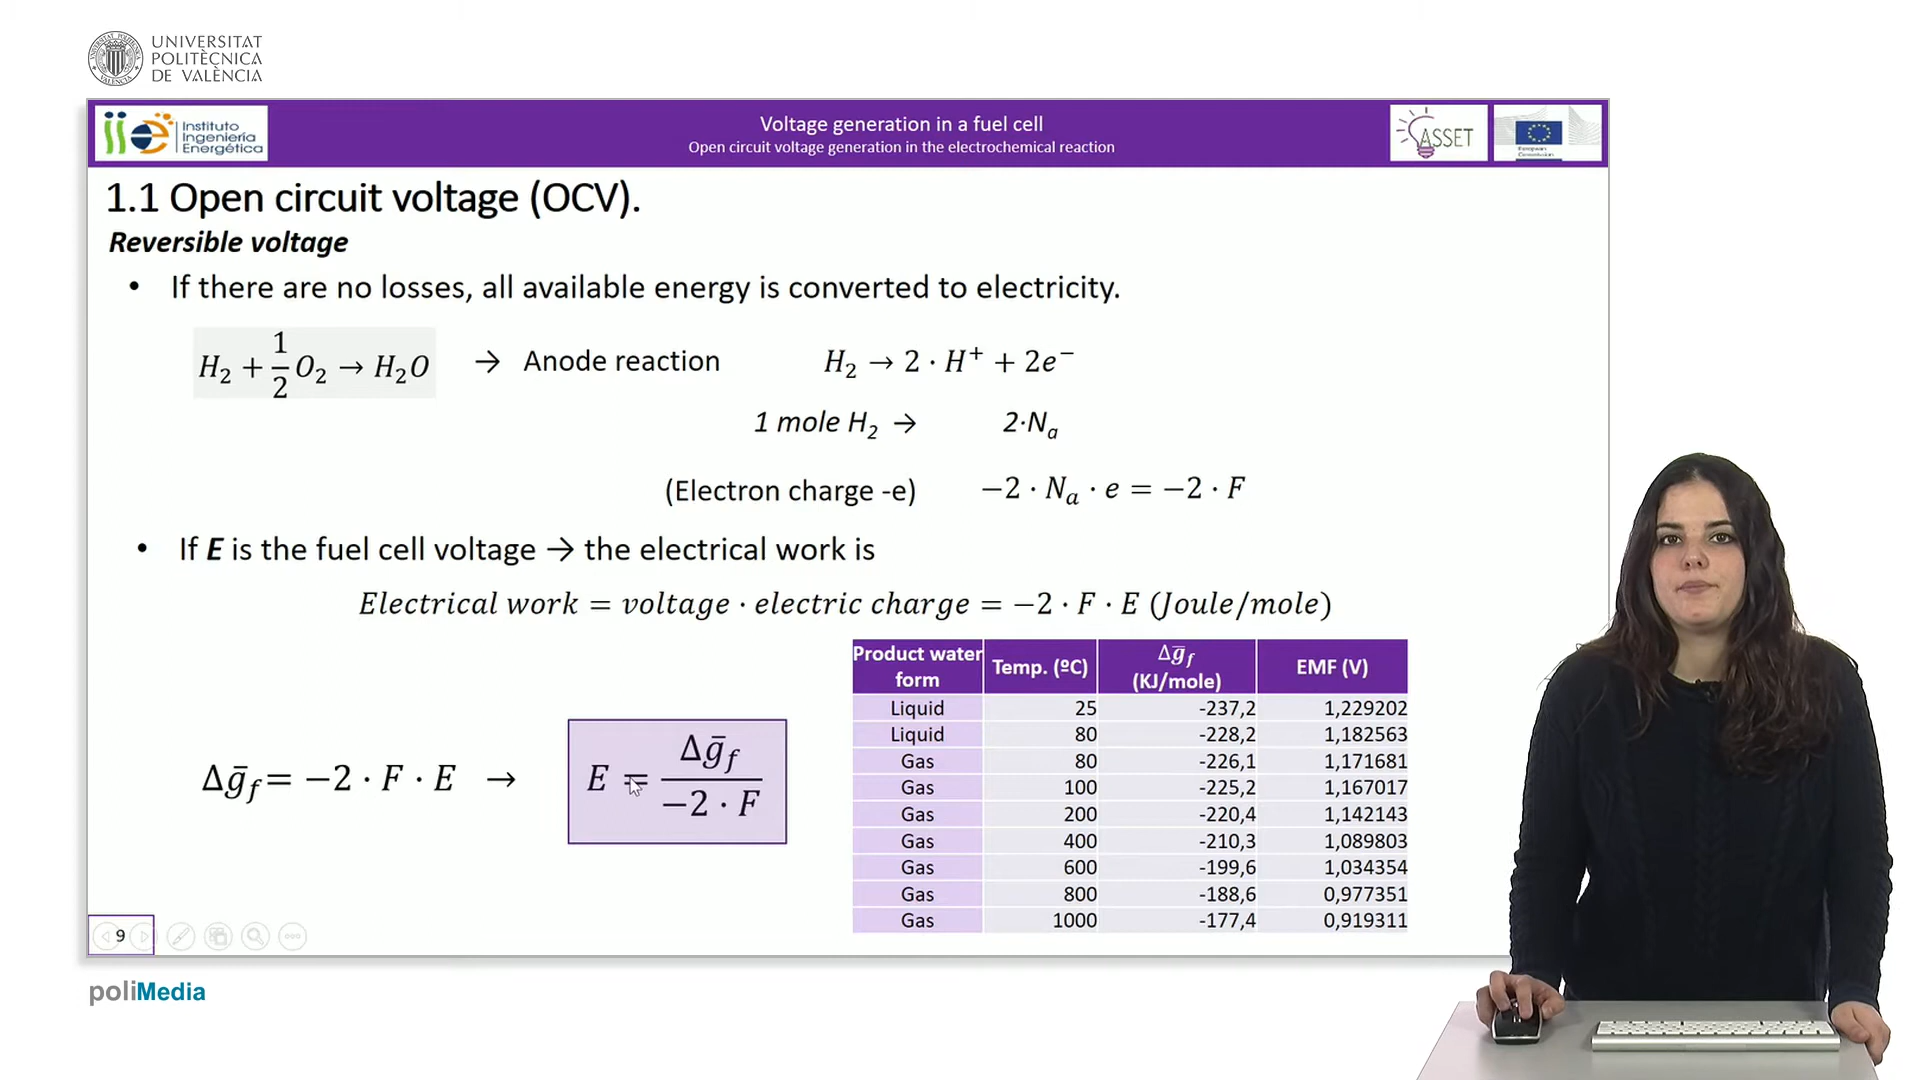 UNIVERSITAT
POLITÈCNICA
DE VALÈNCIA
Instituto
Ingeniería
Energética
Voltage generation in a fuel cell
Open circuit voltage generation in the electrochemical reaction
ASSET
European
Commission
1.1 Open circuit voltage (OCV).
Reversible voltage
• If there are no losses, all available energy is converted to electricity.
H₂ + 1/2 O₂ → H₂O → Anode reaction H₂ → 2 · H⁺ + 2e⁻
1 mole H₂ → 2·Nₐ
(Electron charge -e) −2 · Nₐ · e = −2 · F
• If E is the fuel cell voltage → the electrical work is
Electrical work = voltage · electric charge = −2 · F · E (Joule/mole)
Δḡ_f = −2 · F · E → E = Δḡ_f / (−2 · F)
Product water form Temp. (ºC) Δḡ_f (KJ/mole) EMF (V)
Liquid 25 -237,2 1,229202
Liquid 80 -228,2 1,182563
Gas 80 -226,1 1,171681
Gas 100 -225,2 1,167017
Gas 200 -220,4 1,142143
Gas 400 -210,3 1,089803
Gas 600 -199,6 1,034354
Gas 800 -188,6 0,977351
Gas 1000 -177,4 0,919311
9
poliMedia